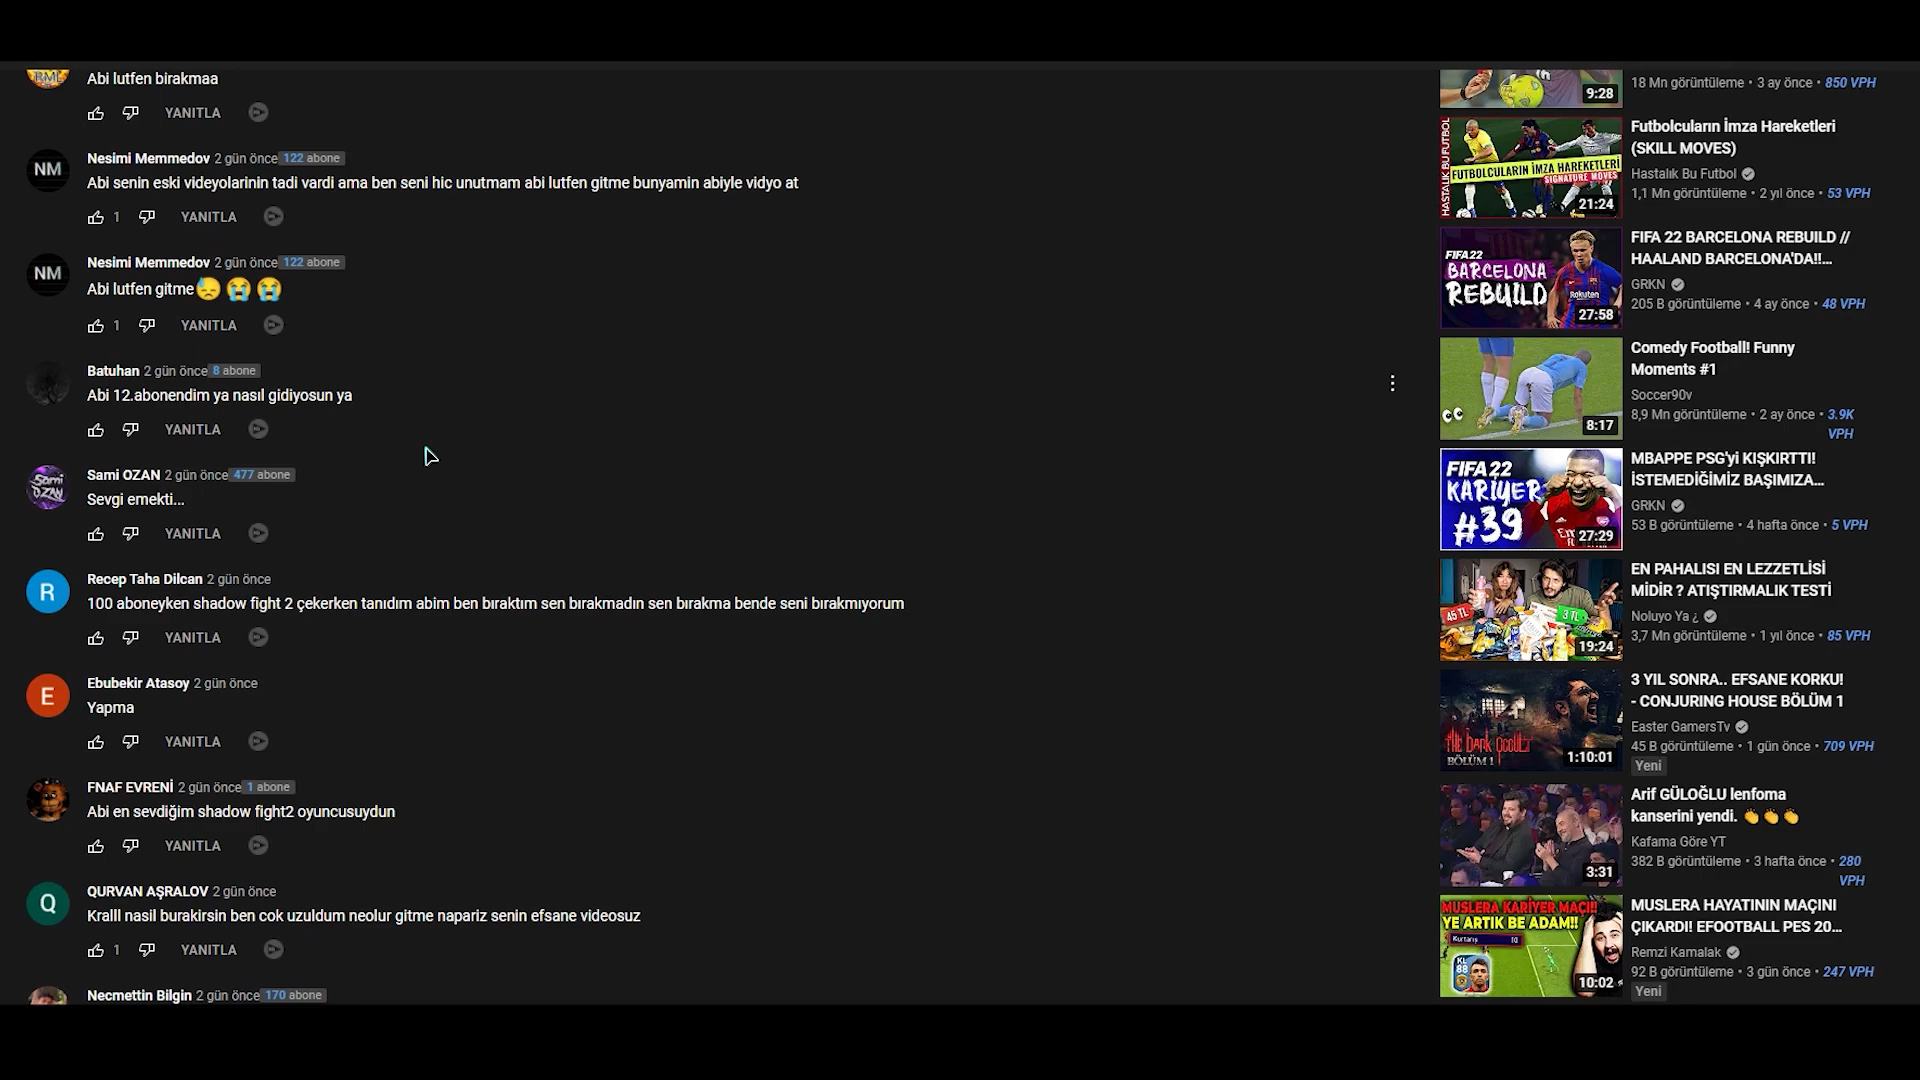 RML
Abi lutfen birakmaa
YANITLA
NM
Nesimi Memmedov 2 gün önce 122 abone
Abi senin eski videyolarinin tadi vardi ama ben seni hic unutmam abi lutfen gitme bunyamin abiyle vidyo at
1 YANITLA
NM
Nesimi Memmedov 2 gün önce 122 abone
Abi lutfen gitme😓😭😭
1 YANITLA
Batuhan 2 gün önce 8 abone
Abi 12.abonendim ya nasıl gidiyosun ya
YANITLA
Sami OZAN
Sami OZAN 2 gün önce 477 abone
Sevgi emekti...
YANITLA
R
Recep Taha Dilcan 2 gün önce
100 aboneyken shadow fight 2 çekerken tanıdım abim ben bıraktım sen bırakmadın sen bırakma bende seni bırakmıyorum
YANITLA
E
Ebubekir Atasoy 2 gün önce
Yapma
YANITLA
FNAF EVRENİ 2 gün önce 1 abone
Abi en sevdiğim shadow fight2 oyuncusuydun
YANITLA
Q
QURVAN AŞRALOV 2 gün önce
Kralll nasil burakirsin ben cok uzuldum neolur gitme napariz senin efsane videosuz
1 YANITLA
Necmettin Bilgin 2 gün önce 170 abone
9:28
18 Mn görüntüleme • 3 ay önce • 850 VPH
HASTALIK BU FUTBOL
FUTBOLCULARIN İMZA HAREKETLERİ
SIGNATURE MOVES
21:24
Futbolcuların İmza Hareketleri
(SKILL MOVES)
Hastalık Bu Futbol
1,1 Mn görüntüleme • 2 yıl önce • 53 VPH
FIFA 22
BARCELONA
REBUILD
Rakuten
27:58
FIFA 22 BARCELONA REBUILD //
HAALAND BARCELONA'DA!!...
GRKN
205 B görüntüleme • 4 ay önce • 48 VPH
8:17
Comedy Football! Funny
Moments #1
Soccer90v
8,9 Mn görüntüleme • 2 ay önce • 3.9K
VPH
FIFA 22
KARİYER
#39
27:29
MBAPPE PSG'yi KIŞKIRTTI!
İSTEMEDİĞİMİZ BAŞIMIZA...
GRKN
53 B görüntüleme • 4 hafta önce • 5 VPH
45 TL
3 TL
19:24
EN PAHALISI EN LEZZETLİSİ
MİDİR ? ATIŞTIRMALIK TESTİ
Noluyo Ya ¿
3,7 Mn görüntüleme • 1 yıl önce • 85 VPH
THE DARK OCCULT
BÖLÜM 1
1:10:01
3 YIL SONRA.. EFSANE KORKU!
- CONJURING HOUSE BÖLÜM 1
Easter GamersTv
45 B görüntüleme • 1 gün önce • 709 VPH
Yeni
3:31
Arif GÜLOĞLU lenfoma
kanserini yendi. 👏👏👏
Kafama Göre YT
382 B görüntüleme • 3 hafta önce • 280
VPH
MUSLERA KARİYER MAÇI!!
YE ARTIK BE ADAM!!
Kurtarış 10
KL
88
10:02
MUSLERA HAYATININ MAÇINI
ÇIKARDI! EFOOTBALL PES 20...
Remzi Kamalak
92 B görüntüleme • 3 gün önce • 247 VPH
Yeni